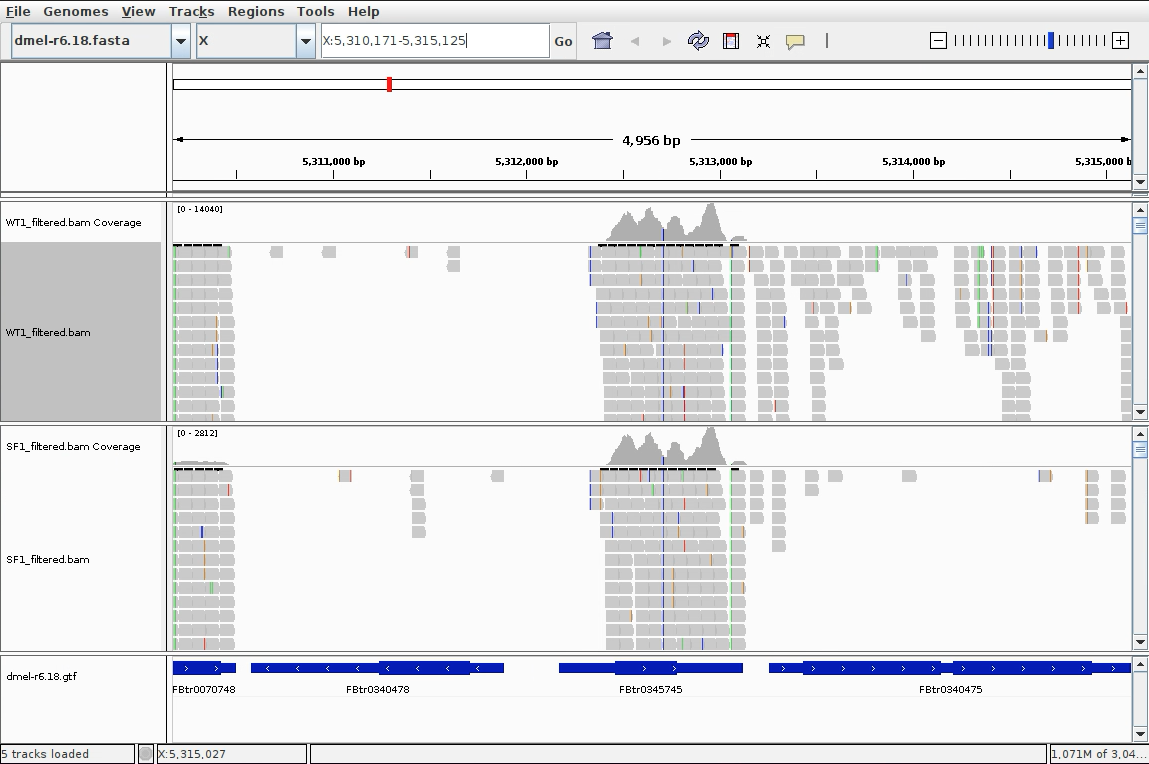 File Genomes View Tracks Regions Tools Help
dmel-r6.18.fasta X X:5,310,171-5,315,125 Go
4,956 bp
5,311,000 bp 5,312,000 bp 5,313,000 bp 5,314,000 bp 5,315,000 b
WT1_filtered.bam Coverage [0 - 14040]
WT1_filtered.bam
SF1_filtered.bam Coverage [0 - 2812]
SF1_filtered.bam
dmel-r6.18.gtf
FBtr0070748 FBtr0340478 FBtr0345745 FBtr0340475
5 tracks loaded X:5,315,027 1,071M of 3,04...